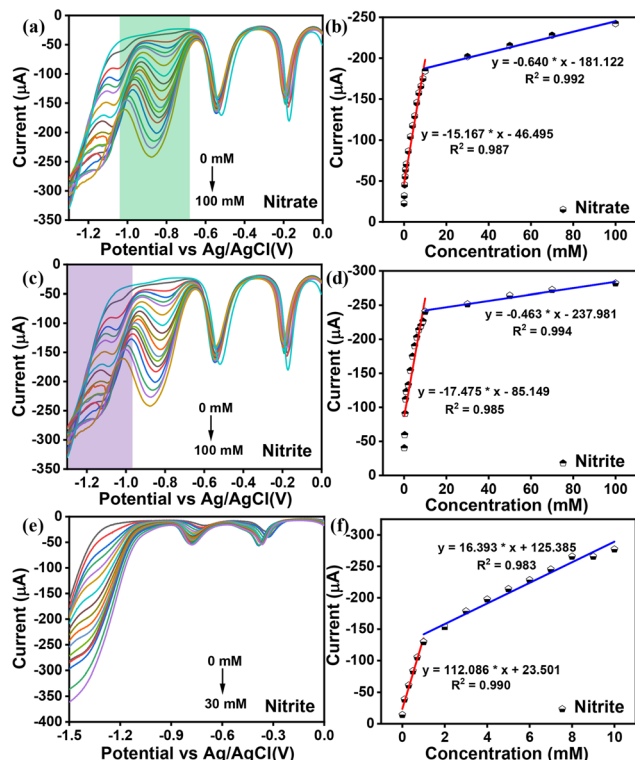 (a)
0
-50
-100
-150
-200
-250
-300
-350
Current (µA)
0 mM
100 mM
Nitrate
-1.2 -1.0 -0.8 -0.6 -0.4 -0.2 0.0
Potential vs Ag/AgCl(V)
(b)
-250
-200
-150
-100
-50
0
Current (µA)
y = -0.640 * x - 181.122
R² = 0.992
y = -15.167 * x - 46.495
R² = 0.987
Nitrate
0 20 40 60 80 100
Concentration (mM)
(c)
0
-50
-100
-150
-200
-250
-300
-350
Current (µA)
0 mM
100 mM
Nitrite
-1.2 -1.0 -0.8 -0.6 -0.4 -0.2 0.0
Potential vs Ag/AgCl(V)
(d)
-300
-250
-200
-150
-100
-50
0
Current (µA)
y = -0.463 * x - 237.981
R² = 0.994
y = -17.475 * x - 85.149
R² = 0.985
Nitrite
0 20 40 60 80 100
Concentration (mM)
(e)
0
-50
-100
-150
-200
-250
-300
-350
-400
Current (µA)
0 mM
30 mM
Nitrite
-1.5 -1.2 -0.9 -0.6 -0.3 0.0
Potential vs Ag/AgCl(V)
(f)
-300
-250
-200
-150
-100
-50
0
Current (µA)
y = 16.393 * x + 125.385
R² = 0.983
y = 112.086 * x + 23.501
R² = 0.990
Nitrite
0 2 4 6 8 10
Concentration (mM)